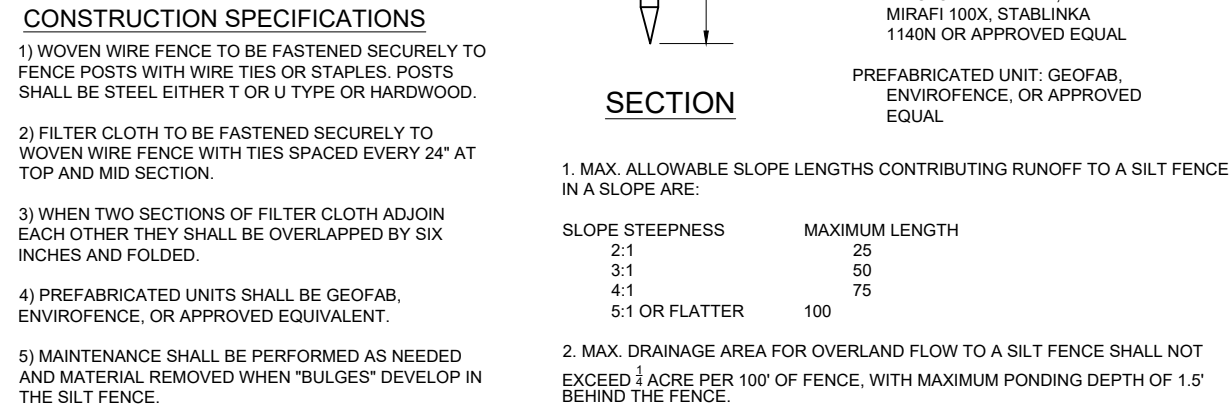 CONSTRUCTION SPECIFICATIONS
1) WOVEN WIRE FENCE TO BE FASTENED SECURELY TO
FENCE POSTS WITH WIRE TIES OR STAPLES. POSTS
SHALL BE STEEL EITHER T OR U TYPE OR HARDWOOD.
2) FILTER CLOTH TO BE FASTENED SECURELY TO
WOVEN WIRE FENCE WITH TIES SPACED EVERY 24" AT
TOP AND MID SECTION.
3) WHEN TWO SECTIONS OF FILTER CLOTH ADJOIN
EACH OTHER THEY SHALL BE OVERLAPPED BY SIX
INCHES AND FOLDED.
4) PREFABRICATED UNITS SHALL BE GEOFAB,
ENVIROFENCE, OR APPROVED EQUIVALENT.
5) MAINTENANCE SHALL BE PERFORMED AS NEEDED
AND MATERIAL REMOVED WHEN "BULGES" DEVELOP IN
THE SILT FENCE.
SECTION
MIRAFI 100X, STABLINKA
1140N OR APPROVED EQUAL
PREFABRICATED UNIT: GEOFAB,
ENVIROFENCE, OR APPROVED
EQUAL
1. MAX. ALLOWABLE SLOPE LENGTHS CONTRIBUTING RUNOFF TO A SILT FENCE
IN A SLOPE ARE:
SLOPE STEEPNESS MAXIMUM LENGTH
2:1 25
3:1 50
4:1 75
5:1 OR FLATTER 100
2. MAX. DRAINAGE AREA FOR OVERLAND FLOW TO A SILT FENCE SHALL NOT
EXCEED 1/4 ACRE PER 100' OF FENCE, WITH MAXIMUM PONDING DEPTH OF 1.5'
BEHIND THE FENCE.